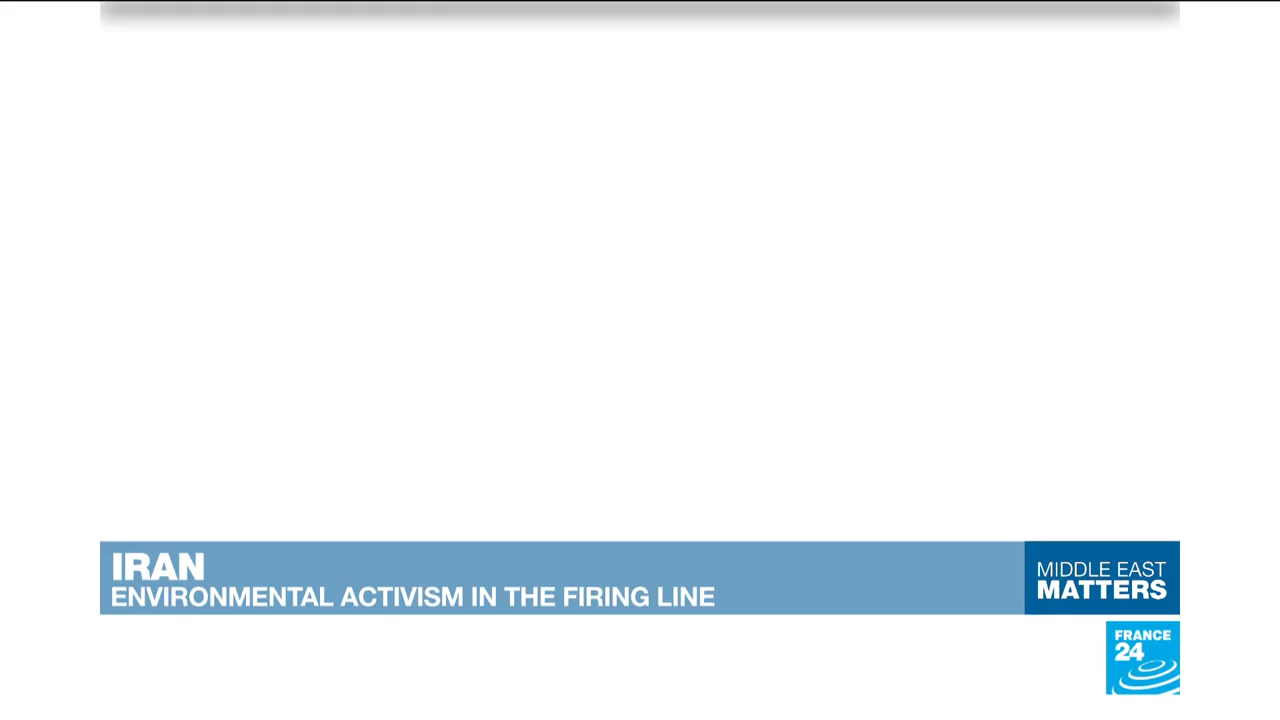 IRAN
ENVIRONMENTAL ACTIVISM IN THE FIRING LINE
MIDDLE EAST
MATTERS
FRANCE
24